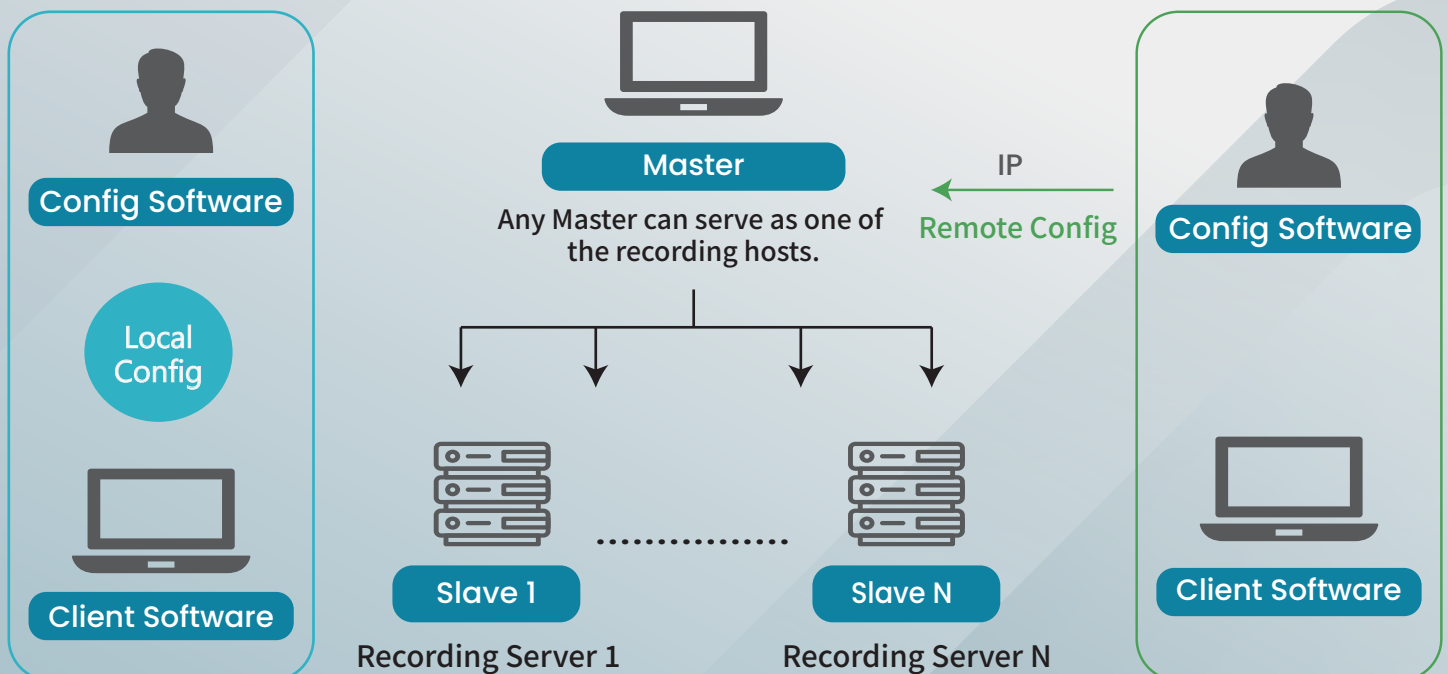 Config Software
Local
Config
Client Software
Master
Any Master can serve as one of
the recording hosts.
IP
Remote Config
Slave 1
Recording Server 1
Slave N
Recording Server N
Config Software
Client Software